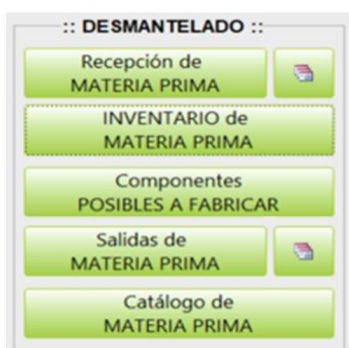 :: DESMANTELADO ::
Recepción de
MATERIA PRIMA
INVENTARIO de
MATERIA PRIMA
Componentes
POSIBLES A FABRICAR
Salidas de
MATERIA PRIMA
Catálogo de
MATERIA PRIMA